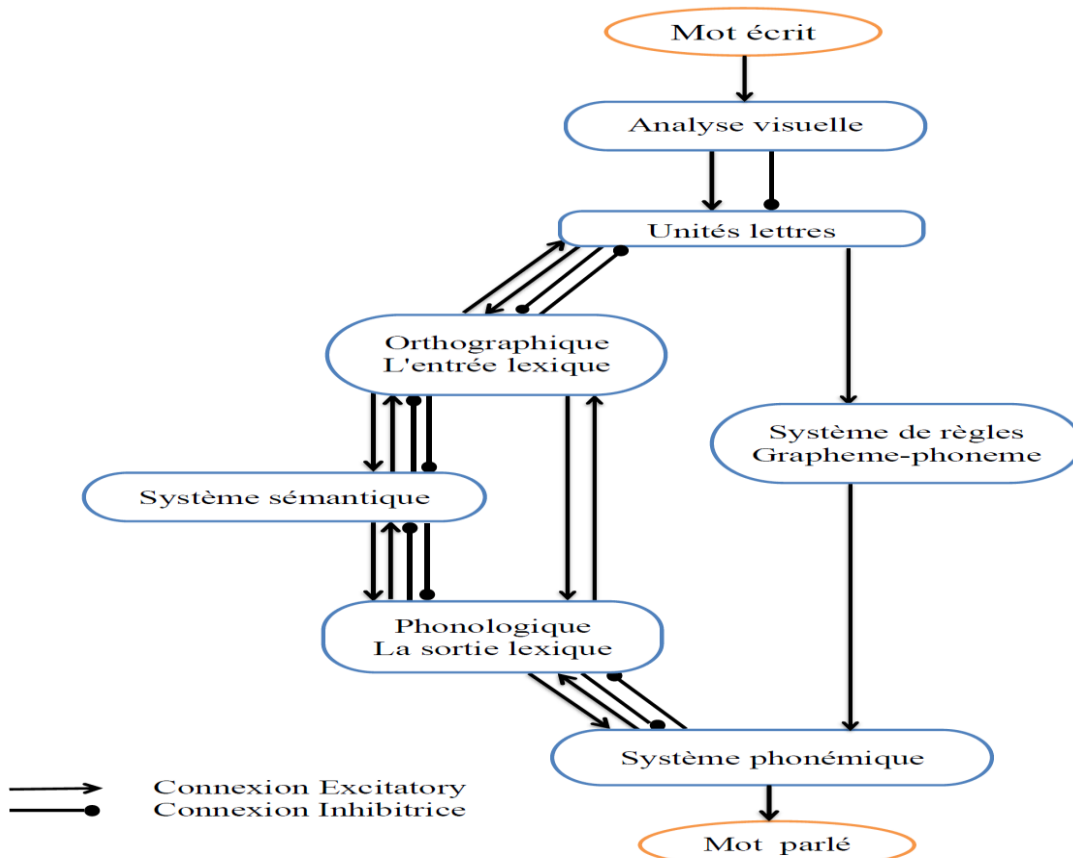 Mot écrit
Analyse visuelle
Unités lettres
Orthographique
L'entrée lexique
Système de règles
Grapheme-phoneme
Système sémantique
Phonologique
La sortie lexique
Système phonémique
Connexion Excitatory
Connexion Inhibitrice
Mot parlé